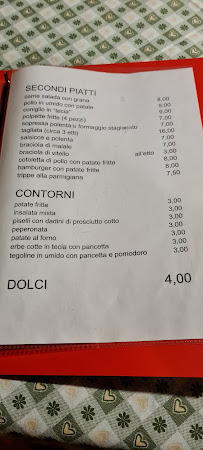 SECONDI PIATTI
carne salada con grana 8,00
pollo in umido con patate 9,00
coniglio in "tecia" 9,00
polpette fritte (4 pezzi) 7,00
sopressa polenta e formaggio stagionato 7,00
tagliata (circa 3 etti) 16,00
salsicce e polenta 7,00
braciola di maiale 7,00
braciola di vitello all'etto 3,00
cotoletta di pollo con patate fritte 8,00
hamburger con patate fritte 8,00
trippe alla parmigiana 7,50
CONTORNI
patate fritte 3,00
insalata mista 3,00
piselli con dadini di prosciutto cotto 3,00
peperonata 3,00
patate al forno 3,00
erbe cotte in tecia con pancetta 3,00
tegoline in umido con pancetta e pomodoro 3,00
DOLCI 4,00